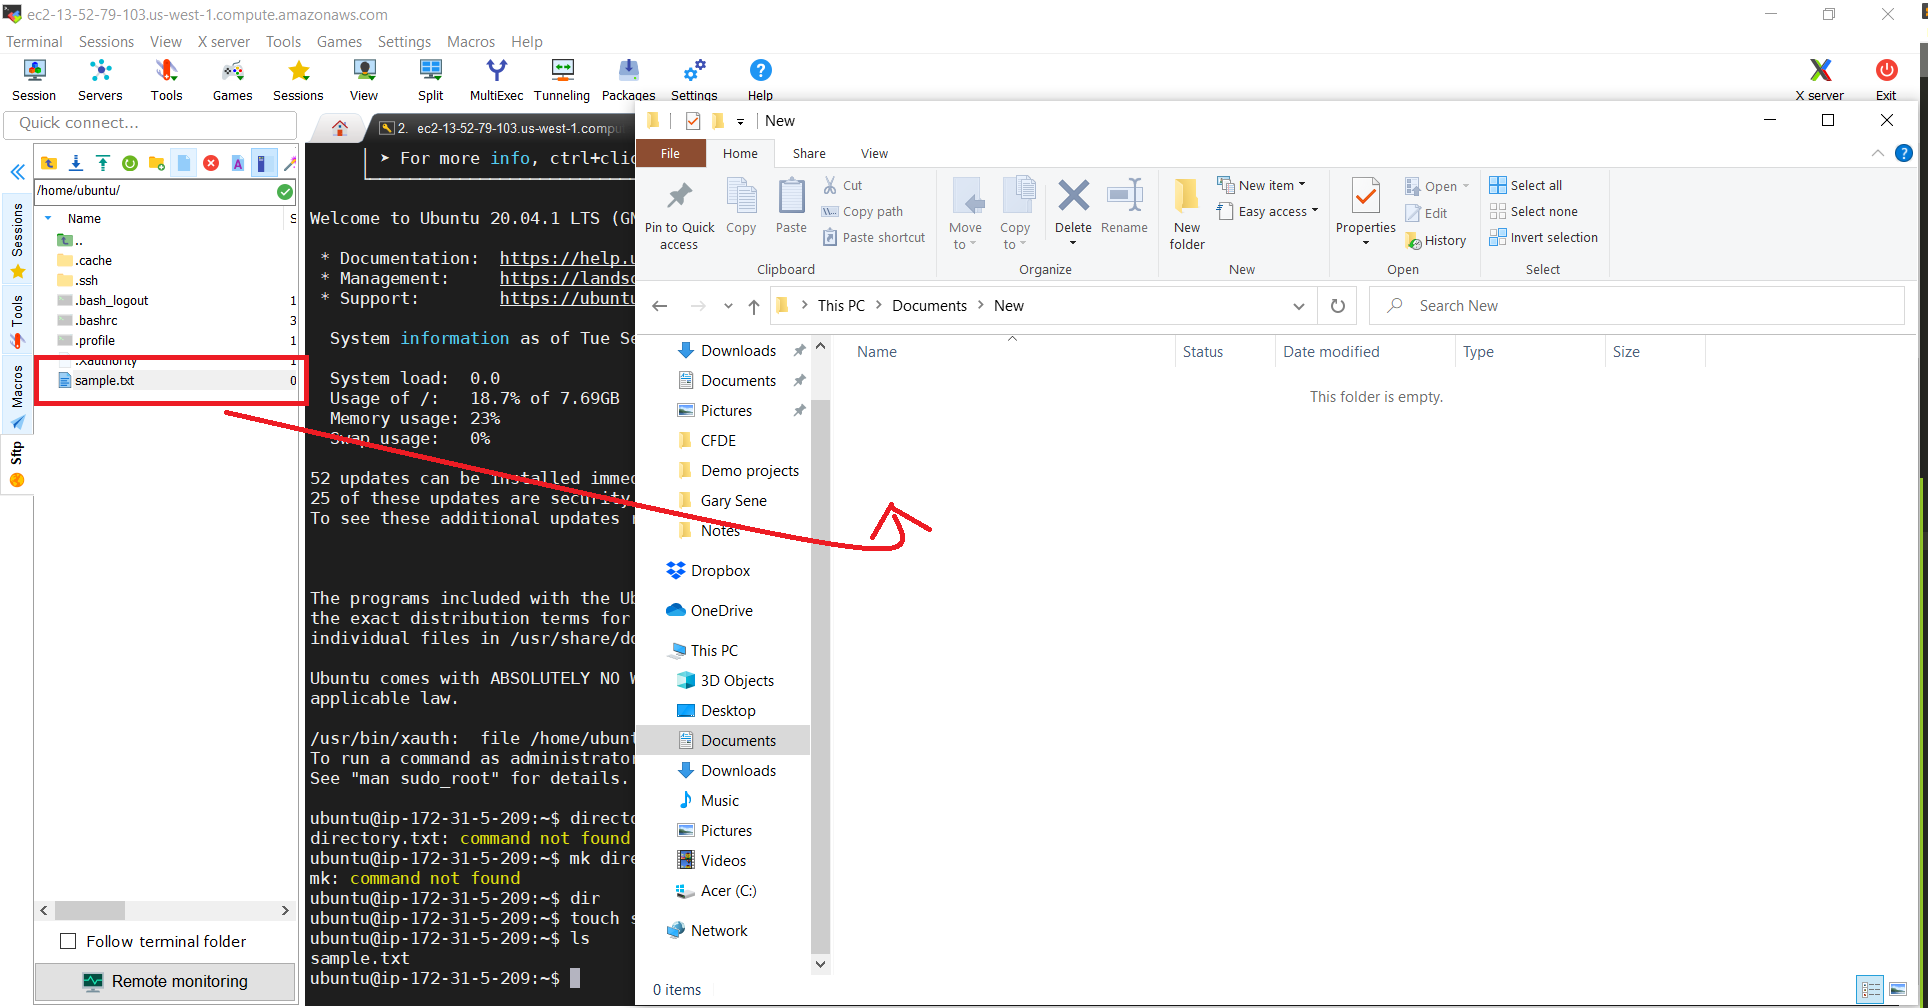 ec2-13-52-79-103.us-west-1.compute.amazonaws.com
Terminal Sessions View X server Tools Games Settings Macros Help
Session Servers Tools Games Sessions View Split MultiExec Tunneling Packages Settings Help X server Exit
Quick connect...
2. ec2-13-52-79-103.us-west-1.compu
/home/ubuntu/
Name S
..
.cache
.ssh
.bash_logout 1
.bashrc 3
.profile 1
.Xauthority 1
sample.txt 0
Sessions
Tools
Macros
Sftp
Follow terminal folder
Remote monitoring
➤ For more info, ctrl+clic
Welcome to Ubuntu 20.04.1 LTS (GN
* Documentation: https://help.u
* Management: https://landsc
* Support: https://ubuntu
System information as of Tue Se
System load: 0.0
Usage of /: 18.7% of 7.69GB
Memory usage: 23%
Swap usage: 0%
52 updates can be installed immed
25 of these updates are security
To see these additional updates r
The programs included with the Ub
the exact distribution terms for
individual files in /usr/share/do
Ubuntu comes with ABSOLUTELY NO W
applicable law.
/usr/bin/xauth: file /home/ubunt
To run a command as administrator
See "man sudo_root" for details.
ubuntu@ip-172-31-5-209:~$ directo
directory.txt: command not found
ubuntu@ip-172-31-5-209:~$ mk dire
mk: command not found
ubuntu@ip-172-31-5-209:~$ dir
ubuntu@ip-172-31-5-209:~$ touch s
ubuntu@ip-172-31-5-209:~$ ls
sample.txt
ubuntu@ip-172-31-5-209:~$
New
File Home Share View
Pin to Quick access
Copy
Paste
Cut
Copy path
Paste shortcut
Clipboard
Move to
Copy to
Delete
Rename
Organize
New folder
New item
Easy access
New
Properties
Open
Edit
History
Open
Select all
Select none
Invert selection
Select
This PC > Documents > New
Search New
Name Status Date modified Type Size
This folder is empty.
Downloads
Documents
Pictures
CFDE
Demo projects
Gary Sene
Notes
Dropbox
OneDrive
This PC
3D Objects
Desktop
Documents
Downloads
Music
Pictures
Videos
Acer (C:)
Network
0 items